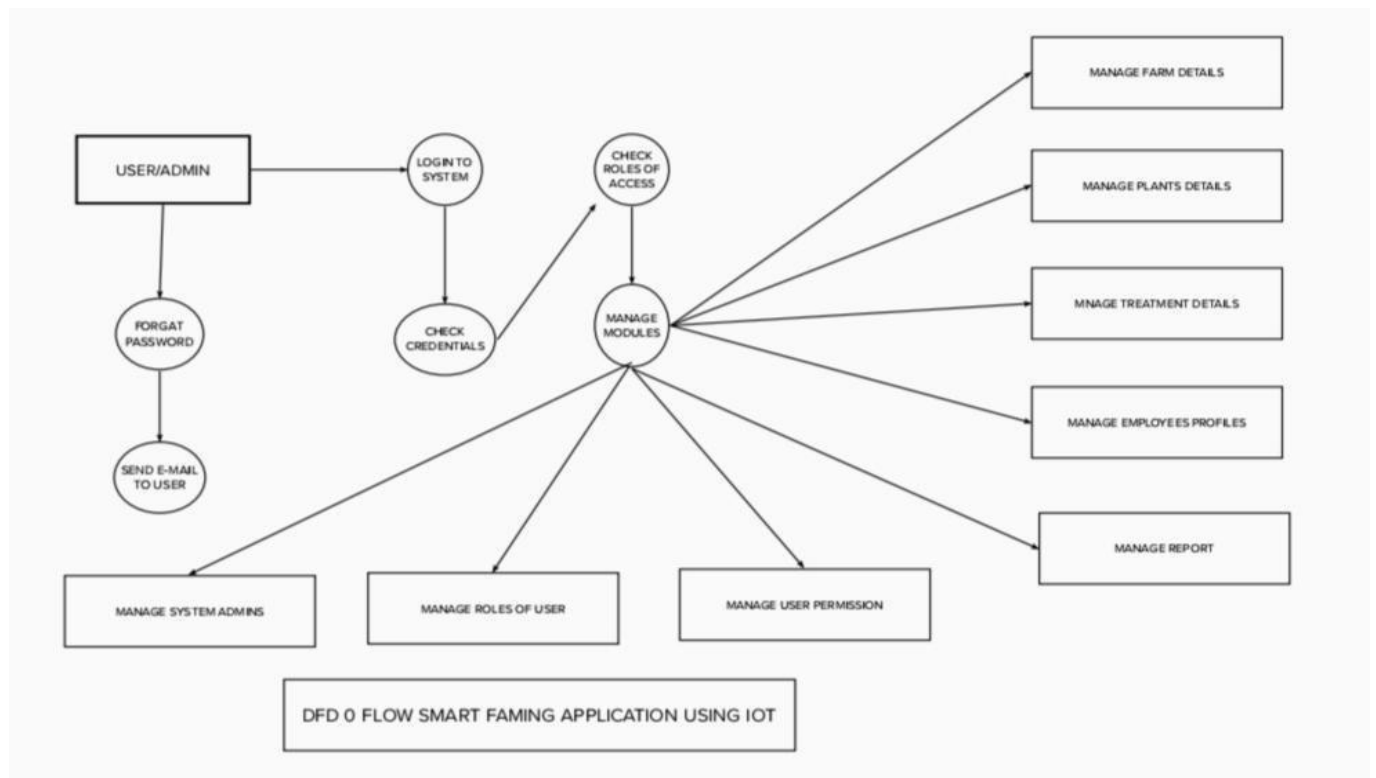 MANAGE FARM DETAILS
USER/ADMIN
LOGIN TO
SYSTEM
CHECK
ROLES OF
ACCESS
MANAGE PLANTS DETAILS
FORGAT
PASSWORD
CHECK
CREDENTIALS
MANAGE
MODULES
MNAGE TREATMENT DETAILS
MANAGE EMPLOYEES PROFILES
SEND E-MAIL
TO USER
MANAGE REPORT
MANAGE SYSTEM ADMINS
MANAGE ROLES OF USER
MANAGE USER PERMISSION
DFD 0 FLOW SMART FAMING APPLICATION USING IOT